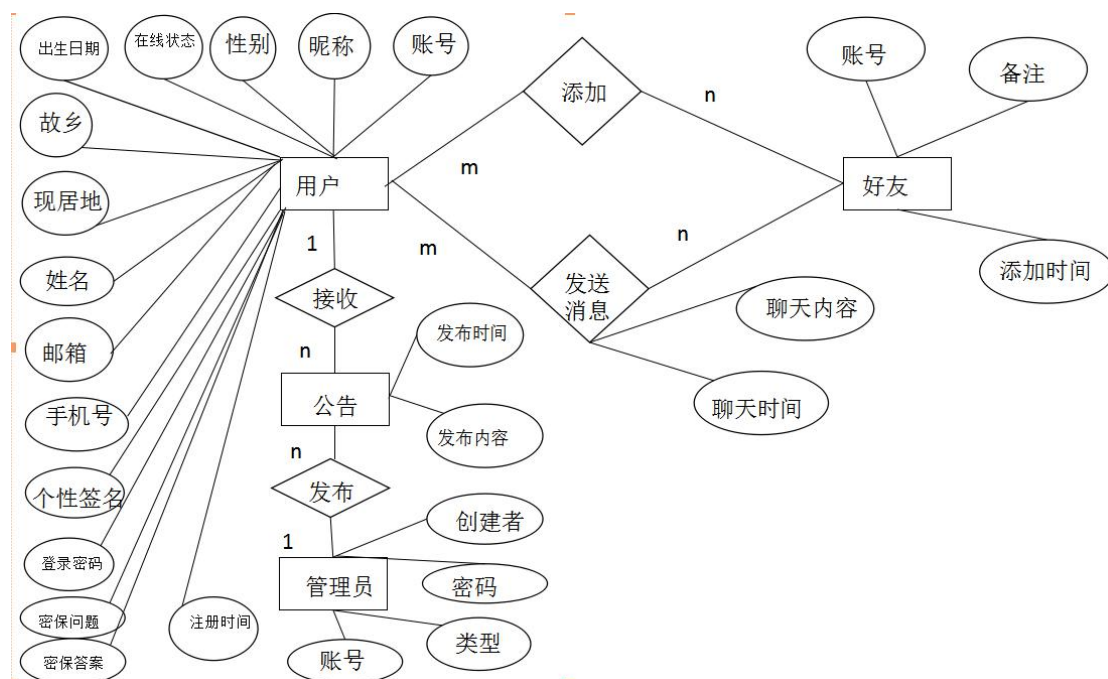 出生日期
在线状态
性别
昵称
账号
添加
账号
备注
故乡
n
m
用户
好友
现居地
1
m
n
姓名
接收
发送
消息
添加时间
聊天内容
邮箱
n
发布时间
手机号
公告
聊天时间
发布内容
n
个性签名
发布
创建者
1
登录密码
管理员
密码
密保问题
注册时间
类型
密保答案
账号